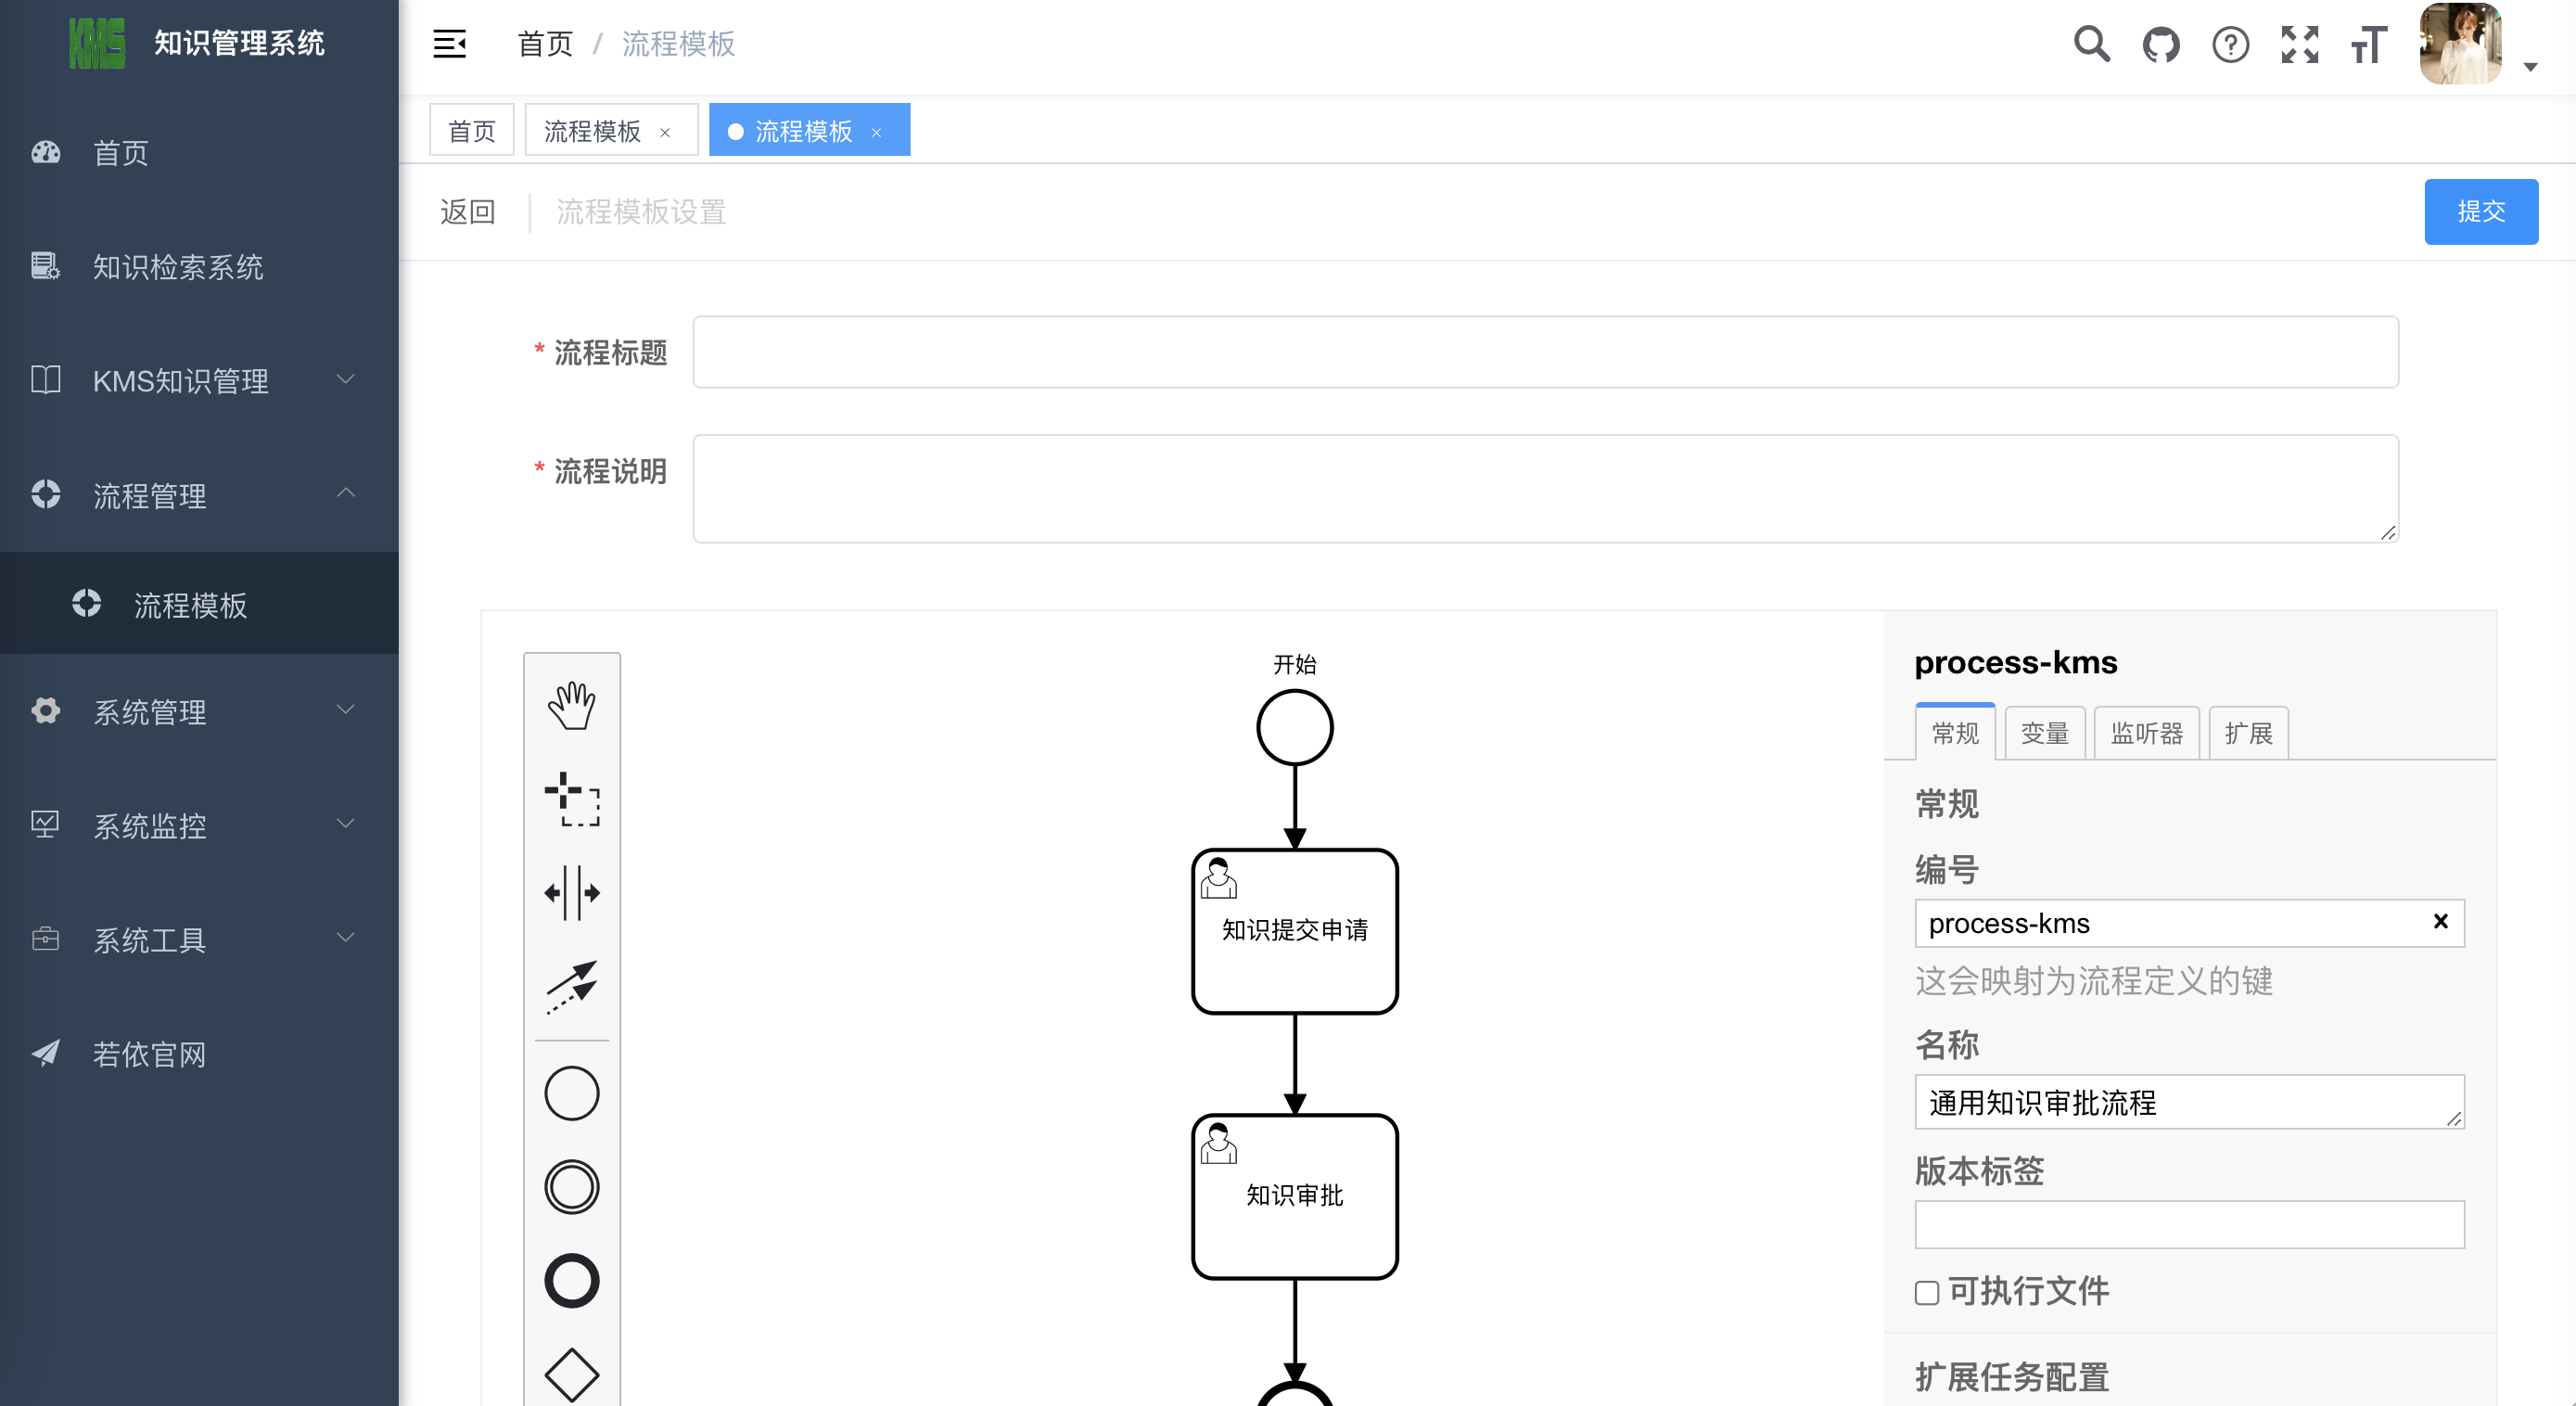 KMS 知识管理系统
首页
知识检索系统
KMS知识管理
流程管理
流程模板
系统管理
系统监控
系统工具
若依官网
首页 / 流程模板
首页
流程模板 ×
流程模板 ×
返回
流程模板设置
提交
* 流程标题
* 流程说明
开始
知识提交申请
知识审批
process-kms
常规
变量
监听器
扩展
常规
编号
process-kms
这会映射为流程定义的键
名称
通用知识审批流程
版本标签
可执行文件
扩展任务配置